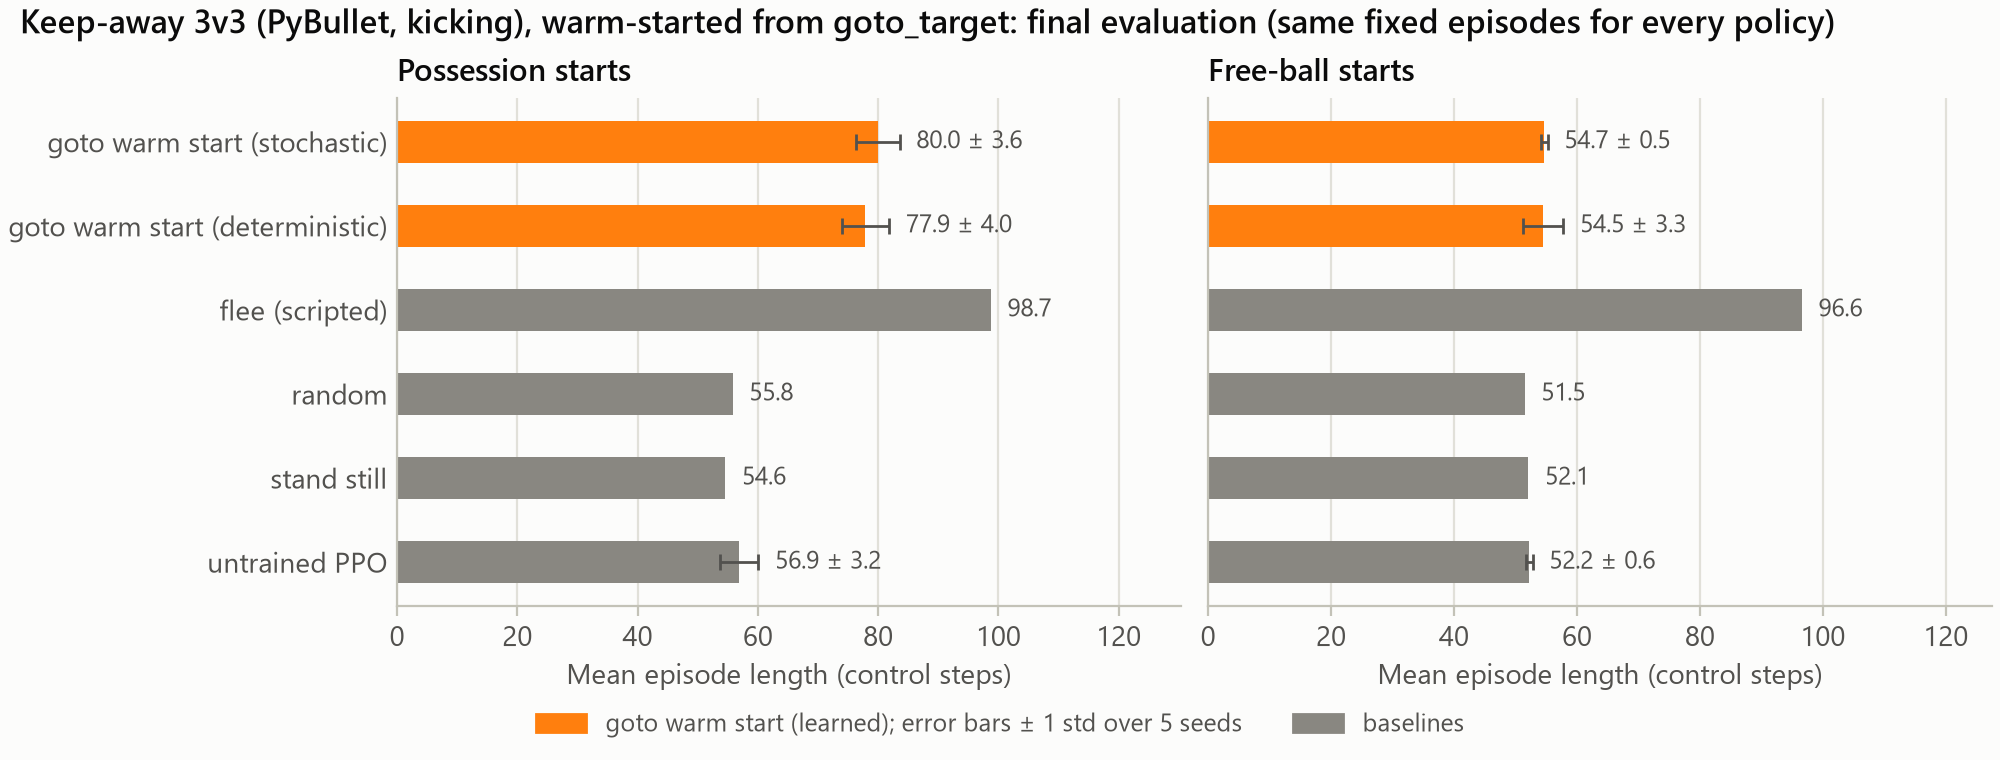 Keep-away 3v3 (PyBullet, kicking), warm-started from goto_target: final evaluation (same fixed episodes for every policy)
Possession starts
goto warm start (stochastic)
80.0 ± 3.6
goto warm start (deterministic)
77.9 ± 4.0
flee (scripted)
98.7
random
55.8
stand still
54.6
untrained PPO
56.9 ± 3.2
0 20 40 60 80 100 120
Mean episode length (control steps)
Free-ball starts
54.7 ± 0.5
54.5 ± 3.3
96.6
51.5
52.1
52.2 ± 0.6
0 20 40 60 80 100 120
Mean episode length (control steps)
goto warm start (learned); error bars ± 1 std over 5 seeds
baselines